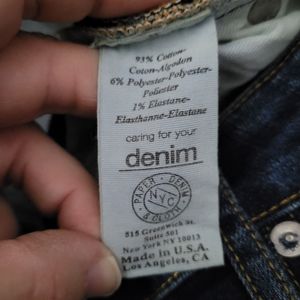 93% Cotton-
Coton-Algodon
6% Polyester-Polyester-
Poliester
1% Elastane-
Elasthanne-Elastane
caring for your
denim
PAPER DENIM
NYC
& CLOTH
515 Greenwich St.
Suite 501
New York NY 10013
Made in U.S.A.
Los Angeles, CA